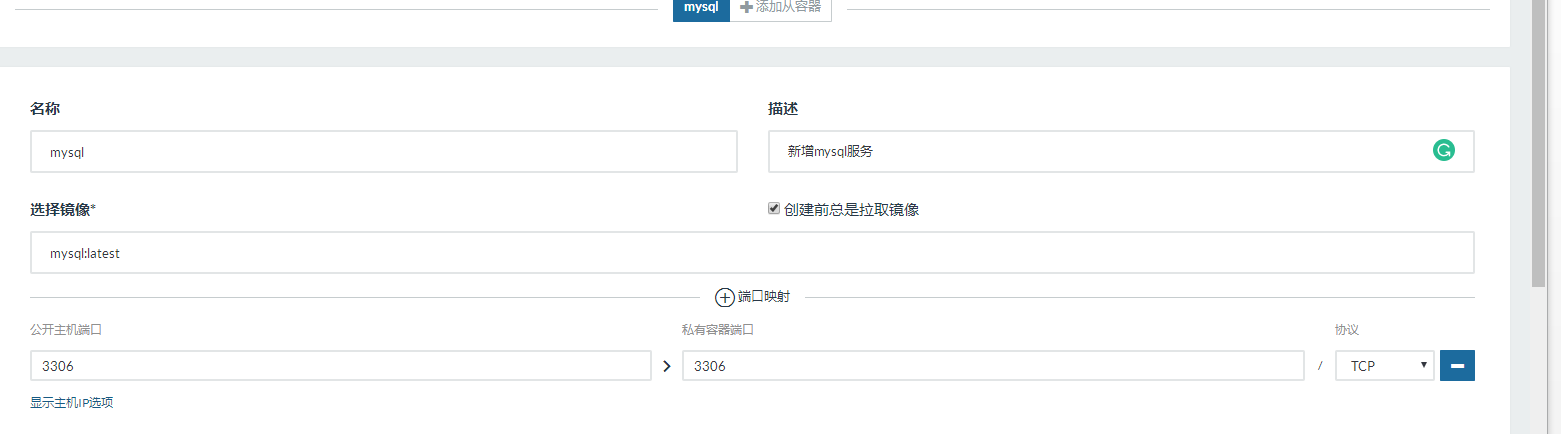 mysql 添加从容器
名称 描述
mysql 新增mysql服务
选择镜像* 创建前总是拉取镜像
mysql:latest
端口映射
公开主机端口 私有容器端口 协议
3306 3306 / TCP
显示主机IP选项